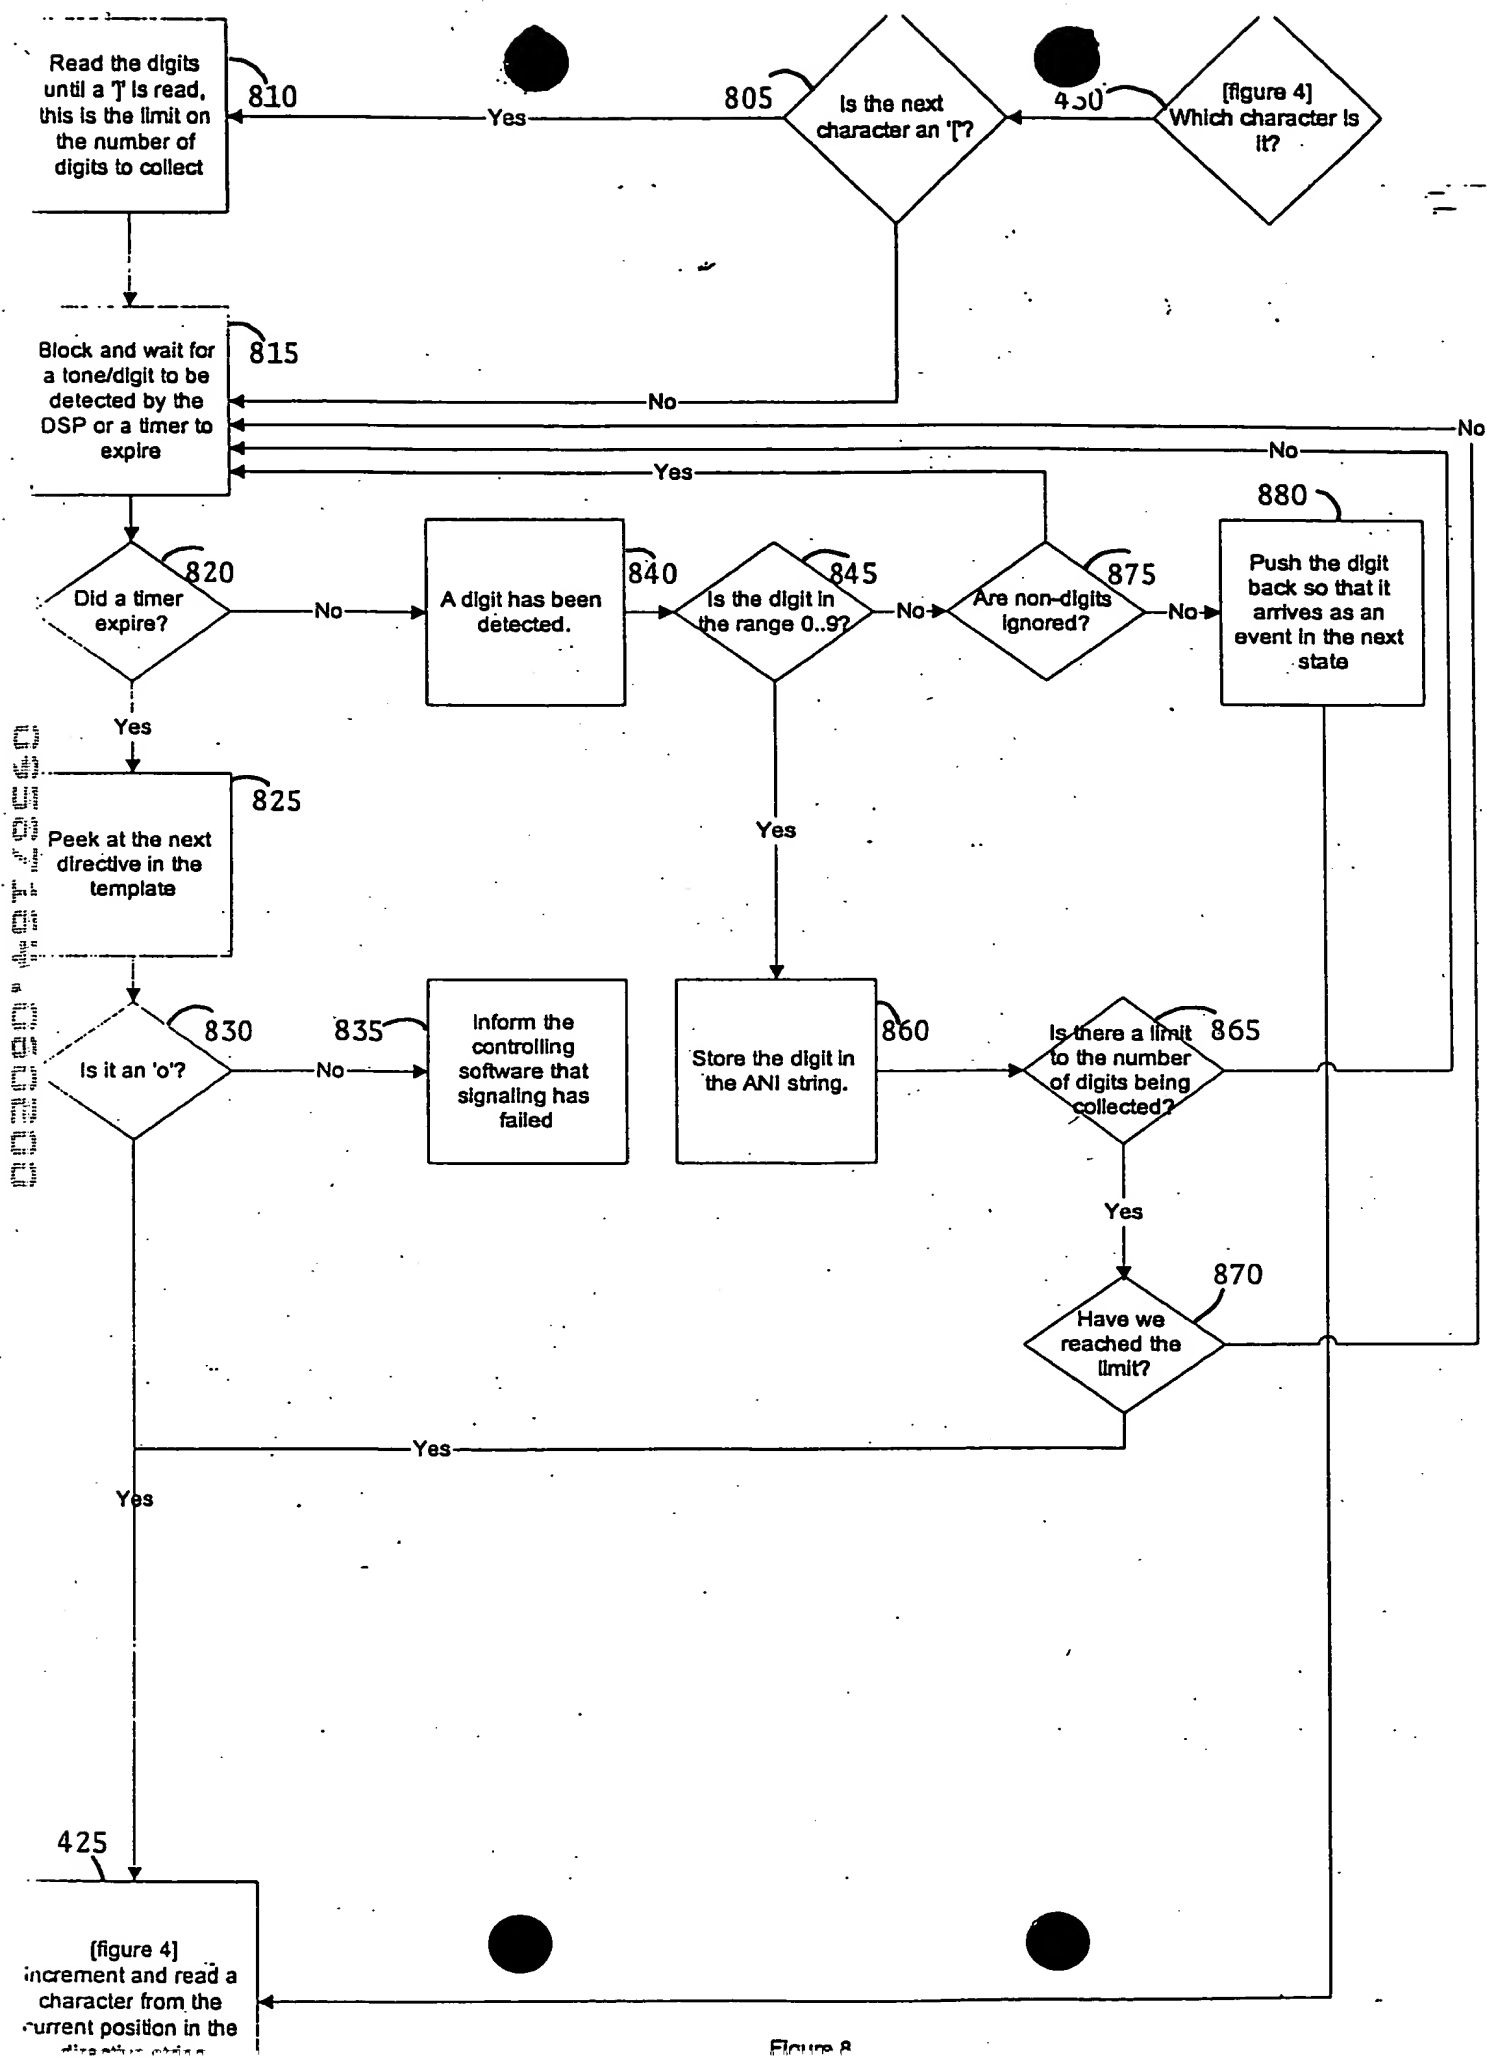 Read the digits
until a ']' is read,
this is the limit on
the number of
digits to collect
810
Yes
805
Is the next
character an '['?
430
[figure 4]
Which character is
it?
Block and wait for
a tone/digit to be
detected by the
DSP or a timer to
expire
815
No
No
No
Yes
880
Did a timer
expire?
820
No
A digit has been
detected.
840
Is the digit in
the range 0..9?
845
No
Are non-digits
ignored?
875
No
Push the digit
back so that it
arrives as an
event in the next
state
Yes
Peek at the next
directive in the
template
825
Yes
Is it an 'o'?
830
No
835
Inform the
controlling
software that
signaling has
failed
Store the digit in
the ANI string.
860
Is there a limit
to the number
of digits being
collected?
865
Yes
Have we
reached the
limit?
870
Yes
Yes
425
[figure 4]
increment and read a
character from the
current position in the
directive string
Figure 8